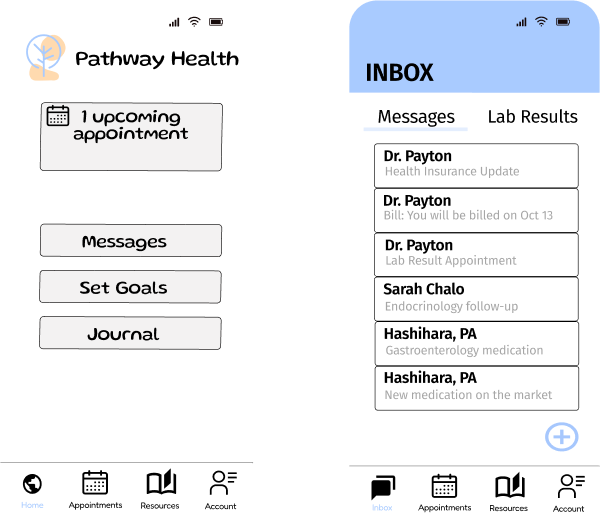 Pathway Health
1 upcoming
appointment
Messages
Set Goals
Journal
Home
Appointments
Resources
Account
INBOX
Messages
Lab Results
Dr. Payton
Health Insurance Update
Dr. Payton
Bill: You will be billed on Oct 13
Dr. Payton
Lab Result Appointment
Sarah Chalo
Endocrinology follow-up
Hashihara, PA
Gastroenterology medication
Hashihara, PA
New medication on the market
Inbox
Appointments
Resources
Account